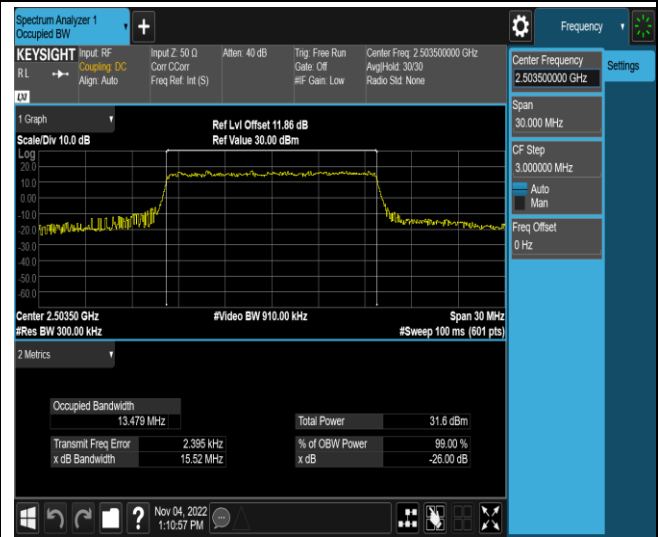 Spectrum Analyzer 1
Occupied BW
+
Frequency
KEYSIGHT
RL
LXI
Input: RF
Coupling: DC
Align: Auto
Input Z: 50 Ω
Corr CCorr
Freq Ref: Int (S)
Atten: 40 dB
Trig: Free Run
Gate: Off
#IF Gain: Low
Center Freq: 2.503500000 GHz
Avg|Hold: 30/30
Radio Std: None
Center Frequency
2.503500000 GHz
Settings
Span
30.000 MHz
CF Step
3.000000 MHz
Auto
Man
Freq Offset
0 Hz
1 Graph
Scale/Div 10.0 dB
Ref Lvl Offset 11.86 dB
Ref Value 30.00 dBm
Log
20.0
10.0
0.00
-10.0
-20.0
-30.0
-40.0
-50.0
-60.0
Center 2.50350 GHz
#Res BW 300.00 kHz
#Video BW 910.00 kHz
Span 30 MHz
#Sweep 100 ms (601 pts)
2 Metrics
Occupied Bandwidth
13.479 MHz
Total Power 31.6 dBm
Transmit Freq Error 2.395 kHz
% of OBW Power 99.00 %
x dB Bandwidth 15.52 MHz
x dB -26.00 dB
?
Nov 04, 2022
1:10:57 PM